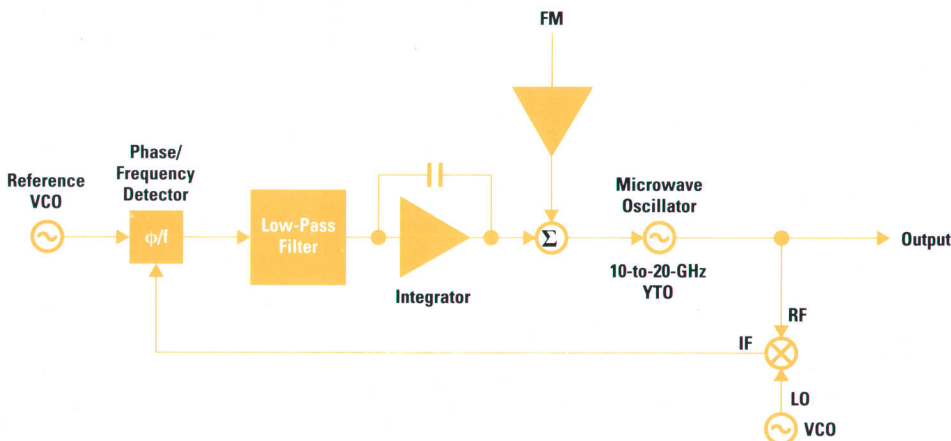 FM
Phase/
Frequency
Detector
Reference
VCO
φ/f
Low-Pass
Filter
Integrator
Σ
Microwave
Oscillator
10-to-20-GHz
YTO
Output
RF
IF
LO
VCO